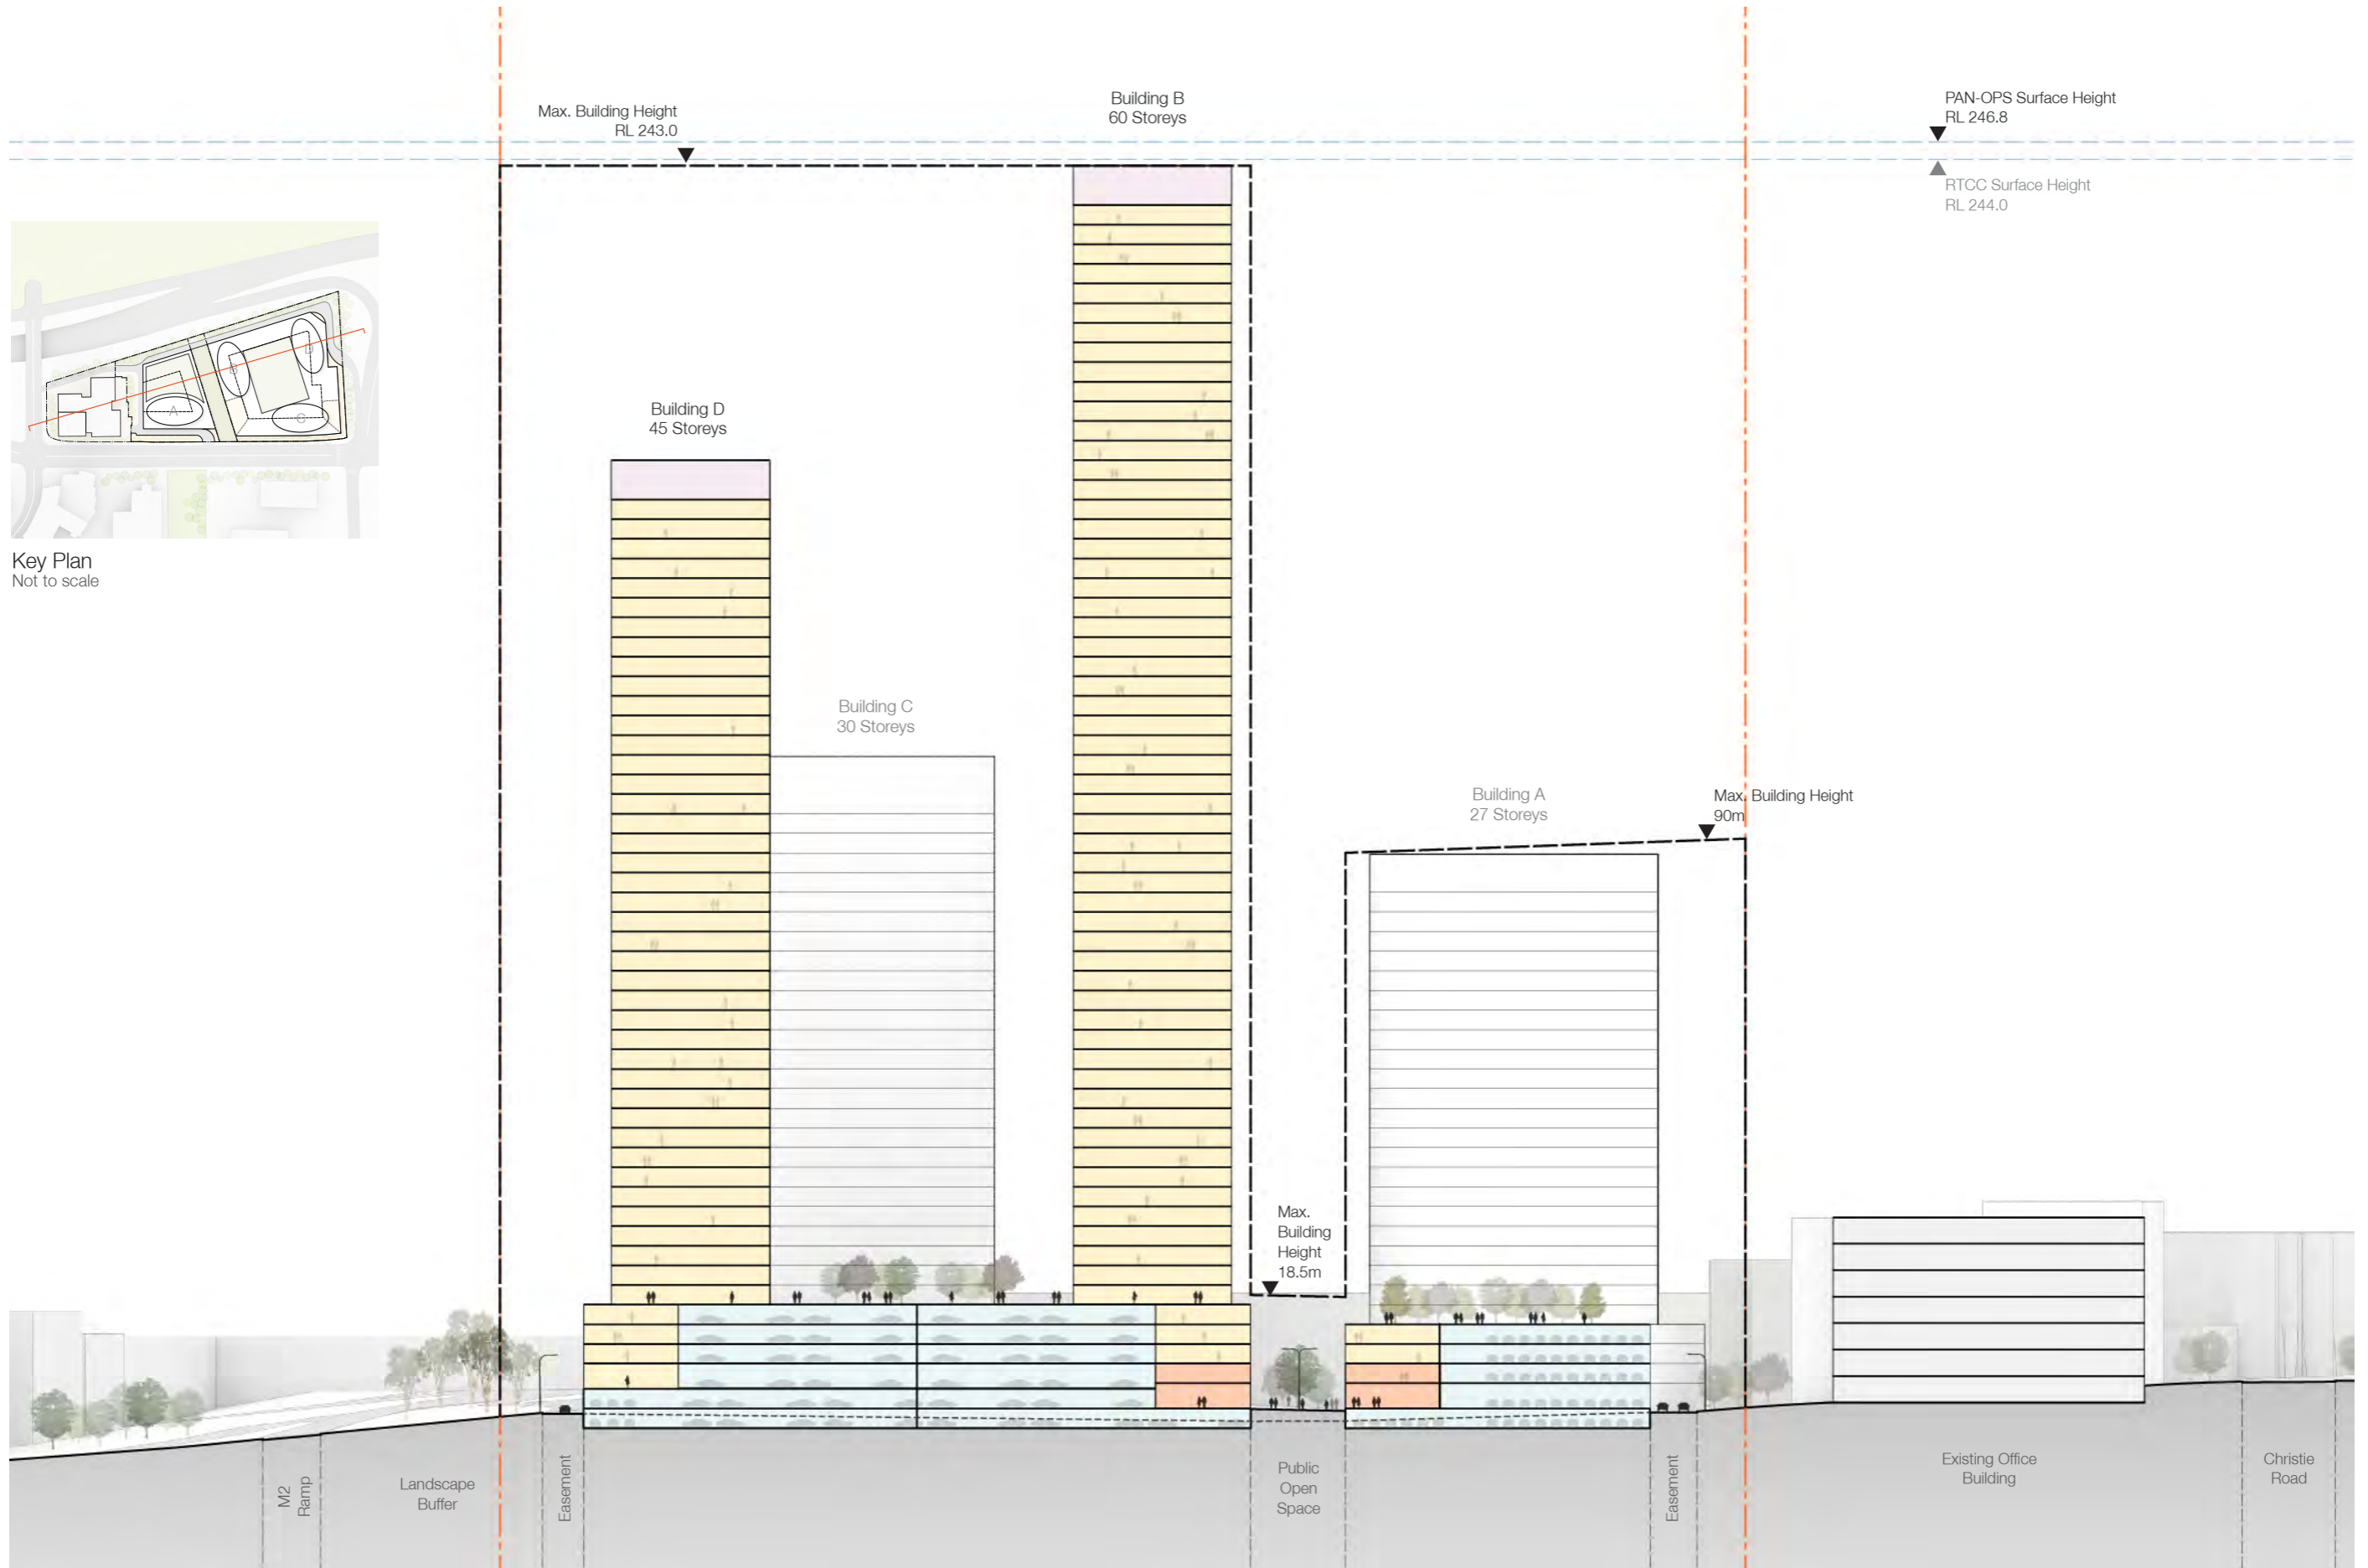 Max. Building Height
RL 243.0
Building B
60 Storeys
PAN-OPS Surface Height
RL 246.8
RTCC Surface Height
RL 244.0
D
B
A
C
Key Plan
Not to scale
Building D
45 Storeys
Building C
30 Storeys
Building A
27 Storeys
Max. Building Height
90m
Max.
Building
Height
18.5m
M2
Ramp
Landscape
Buffer
Easement
Public
Open
Space
Easement
Existing Office
Building
Christie
Road